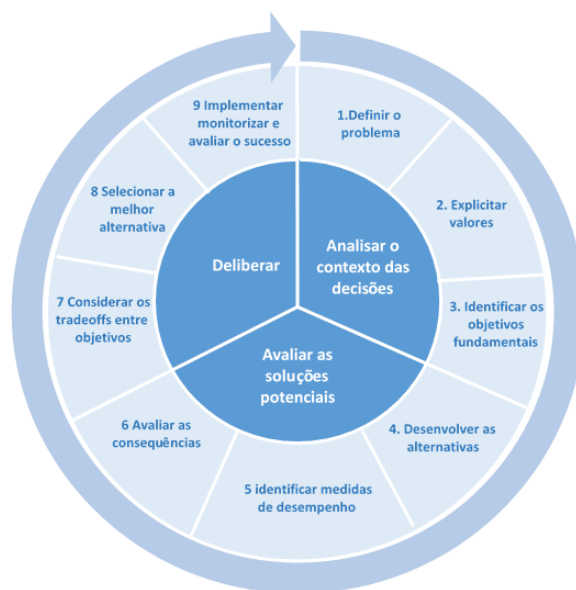 1.Definir o
problema
2. Explicitar
valores
3. Identificar os
objetivos
fundamentais
4. Desenvolver as
alternativas
5 identificar medidas
de desempenho
6 Avaliar as
consequências
7 Considerar os
tradeoffs entre
objetivos
8 Selecionar a
melhor
alternativa
9 Implementar
monitorizar e
avaliar o sucesso
Analisar o
contexto das
decisões
Avaliar as
soluções
potenciais
Deliberar